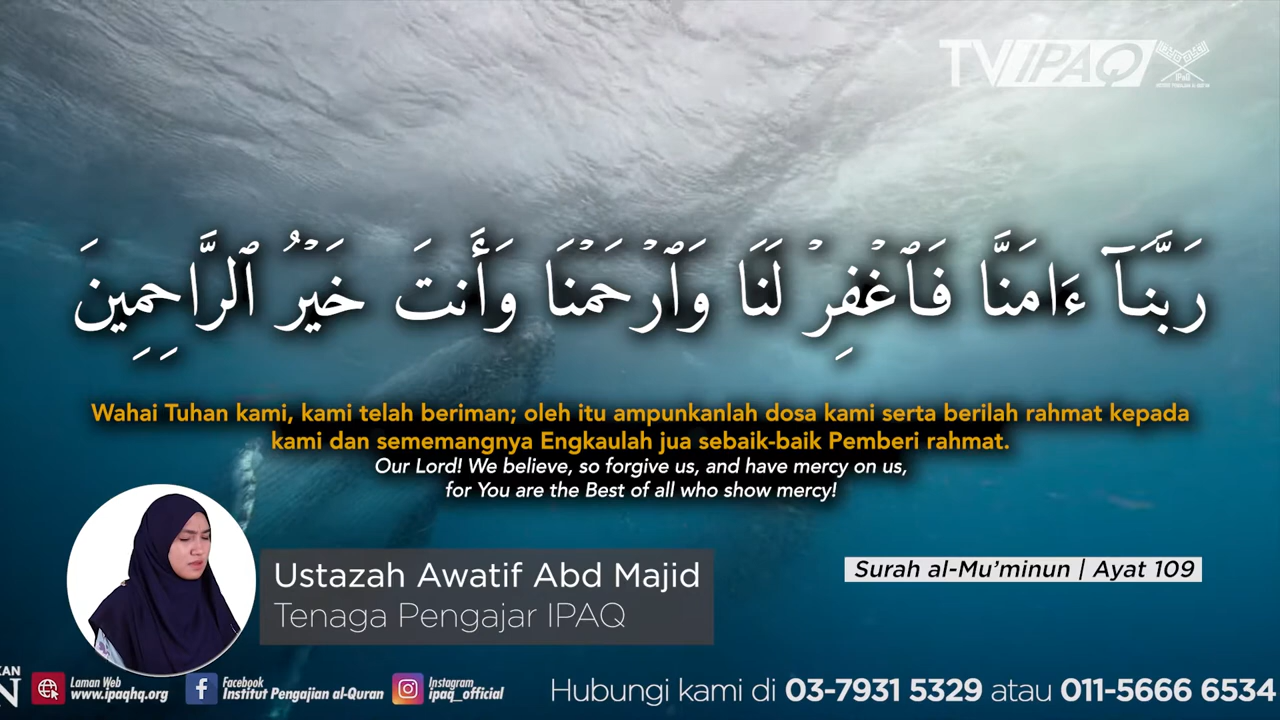 TVIPAQ
IPaQ
رَبَّنَآ ءَامَنَّا فَٱغْفِرْ لَنَا وَٱرْحَمْنَا وَأَنتَ خَيْرُ ٱلرَّاحِمِينَ
Wahai Tuhan kami, kami telah beriman; oleh itu ampunkanlah dosa kami serta berilah rahmat kepada
kami dan sememangnya Engkaulah jua sebaik-baik Pemberi rahmat.
Our Lord! We believe, so forgive us, and have mercy on us,
for You are the Best of all who show mercy!
Ustazah Awatif Abd Majid
Tenaga Pengajar IPAQ
Surah al-Mu’minun | Ayat 109
KAN
N
Laman Web
www.ipaqhq.org
Facebook
Institut Pengajian al-Quran
Instagram
ipaq_official
Hubungi kami di 03-7931 5329 atau 011-5666 6534